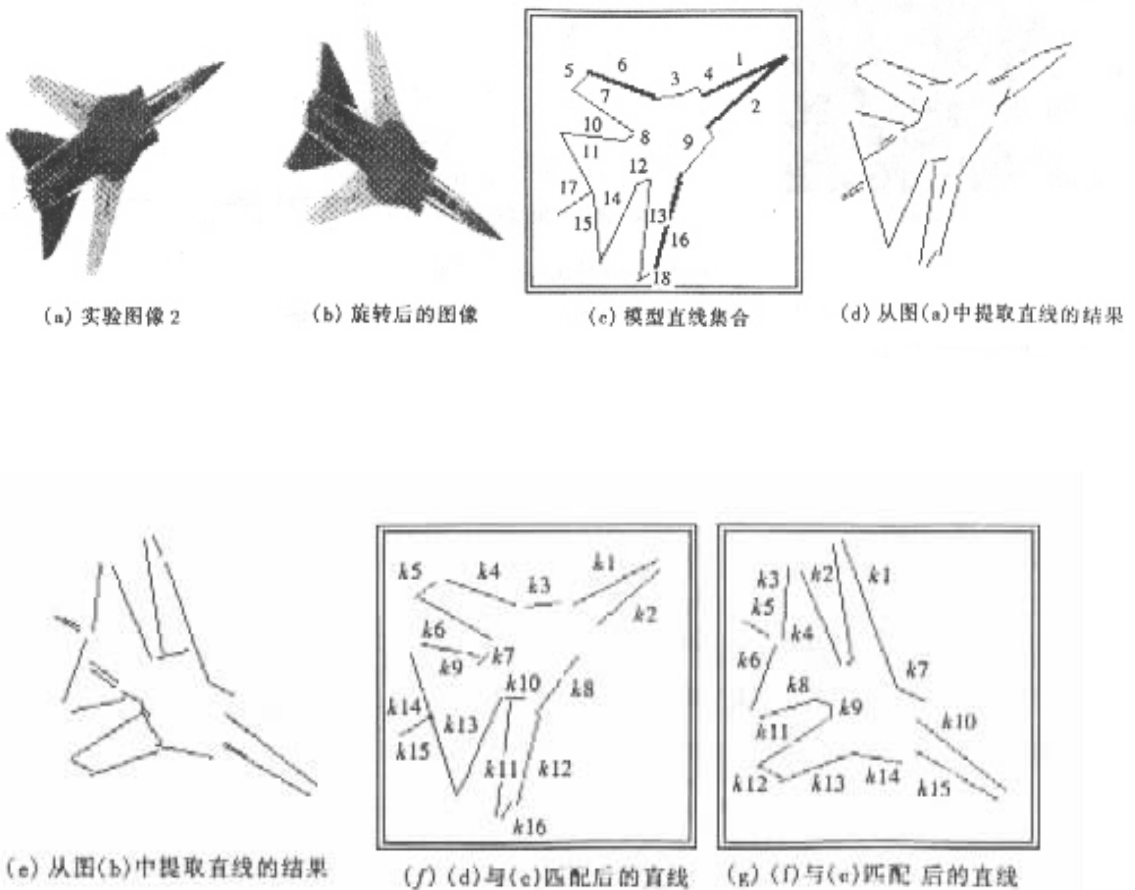 1
5 6 3 4
7 2
10 8 9
11
12
17 14
13
15 16
18
(a) 实验图像2
(b) 旋转后的图像
(c) 模型直线集合
(d) 从图(a)中提取直线的结果
k1
k5 k4 k3
k2
k6
k9 k7
k10 k8
k14 k13
k15
k11 k12
k16
k3 k2 k1
k5
k4
k6
k7
k8
k9
k11 k10
k12 k13 k14
k15
(e) 从图(b)中提取直线的结果
(f) (d)与(c)匹配后的直线
(g) (f)与(e)匹配 后的直线